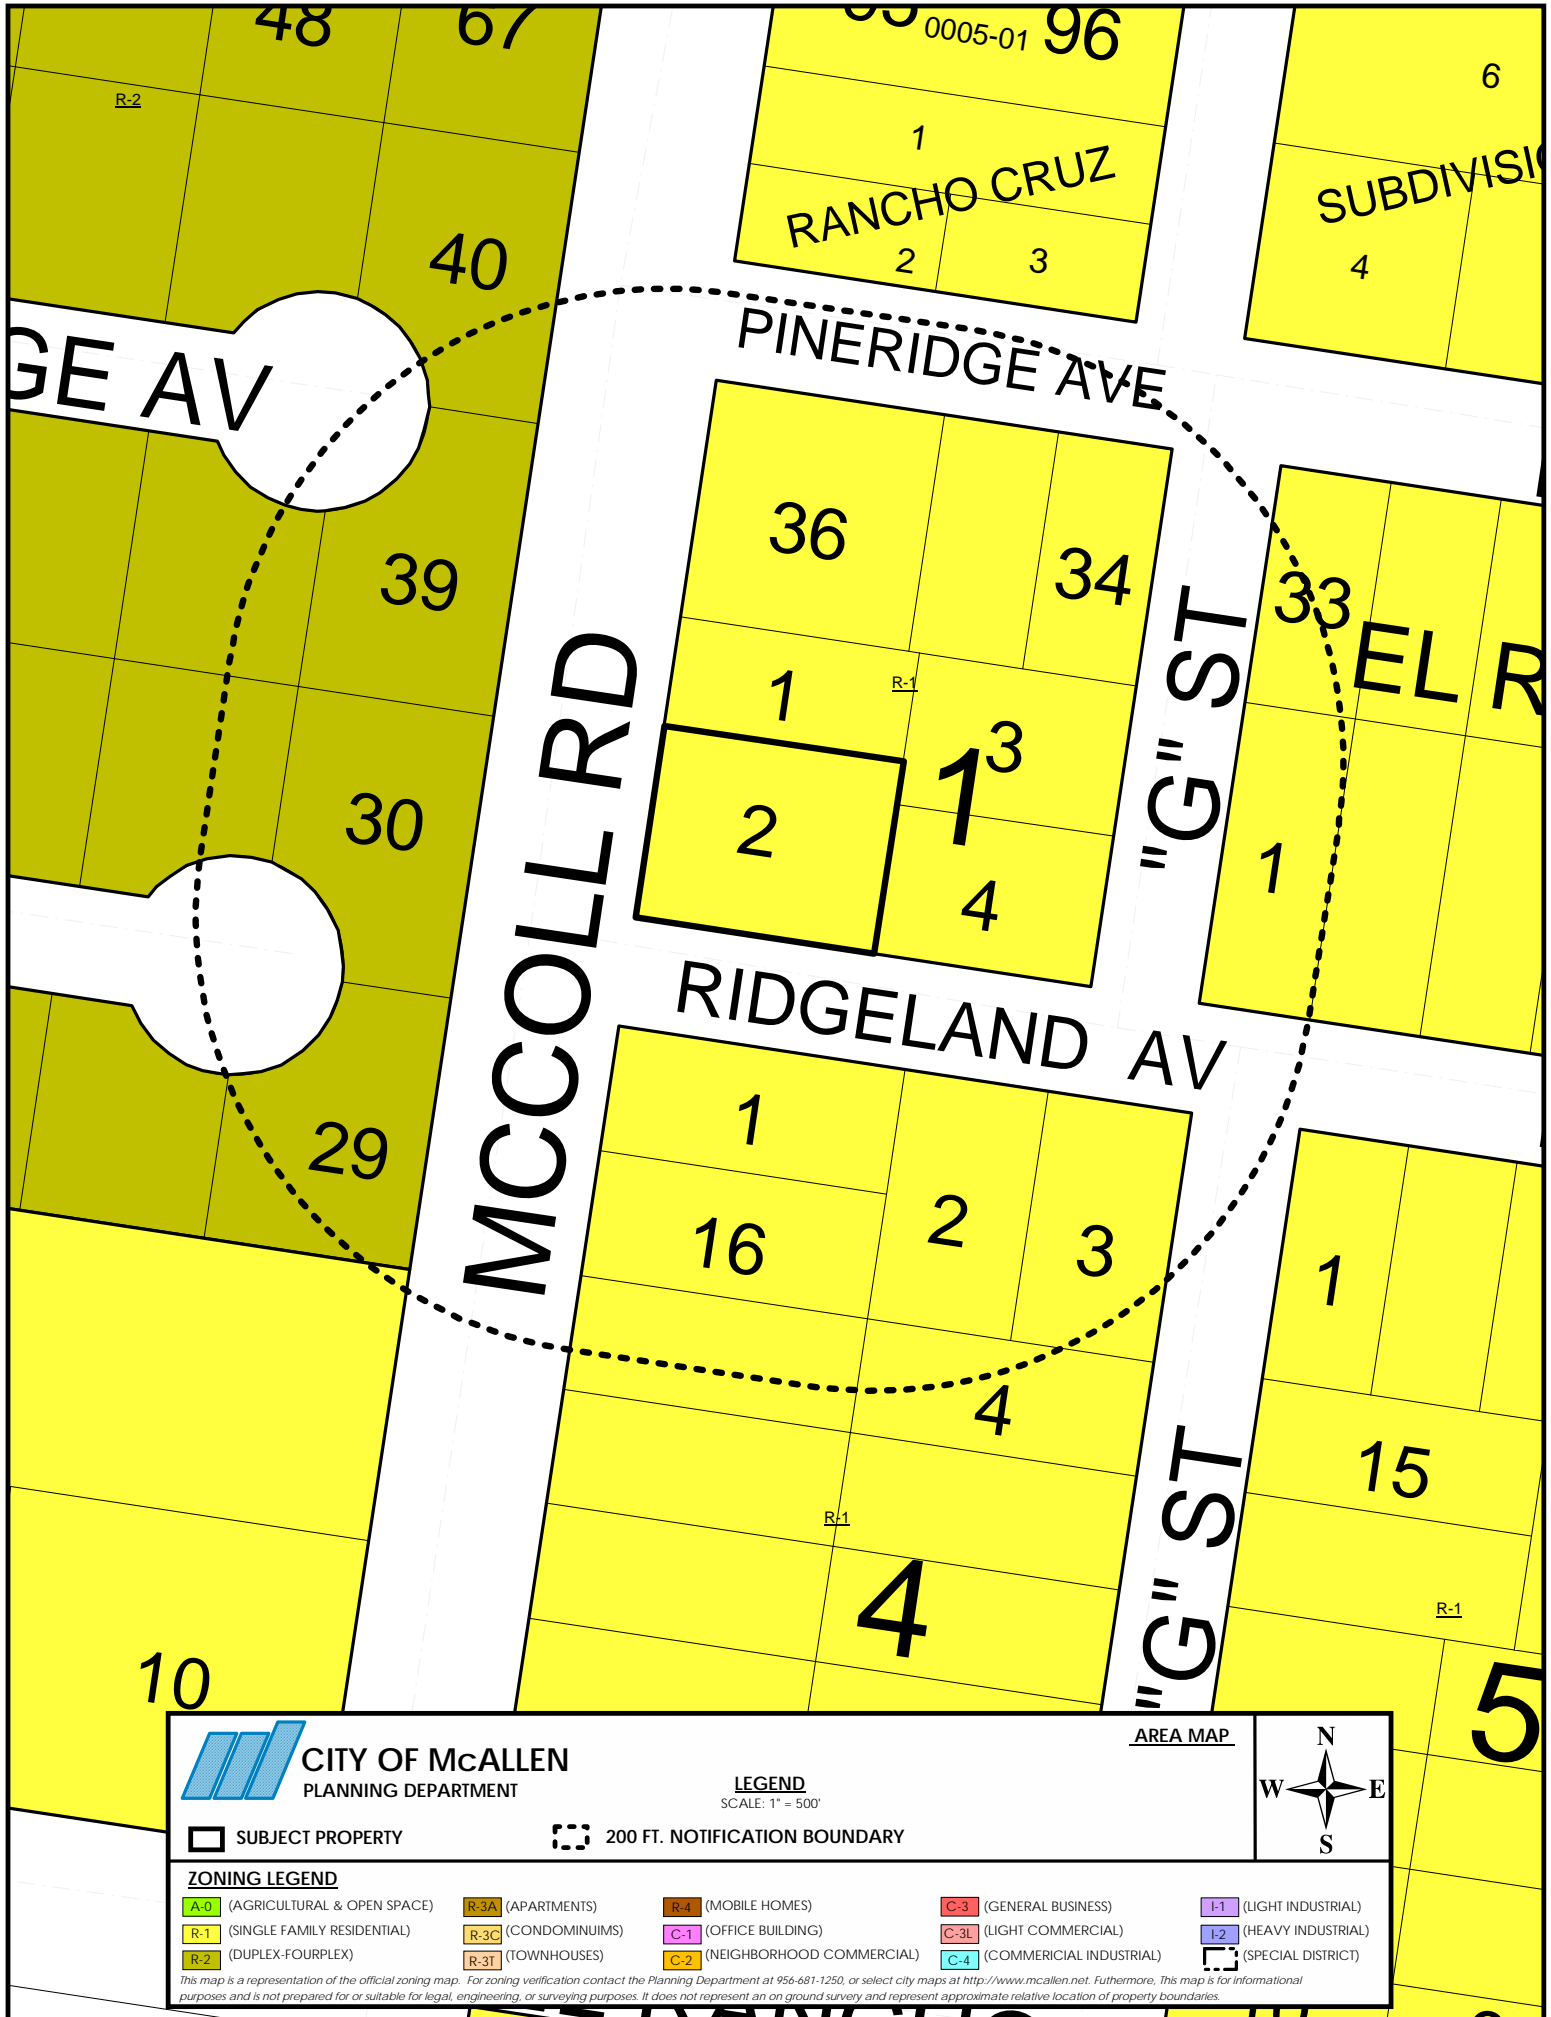 48
67
0005-01
96
6
R-2
1
RANCHO CRUZ
2
3
4
40
PINERIDGE AVE
AV
36
34
33
39
"G" ST
EL
1
R-1
3
MCCOLL RD
1
2
4
1
30
RIDGELAND AV
1
2
3
16
29
1
4
15
R-1
4
"G" ST
R-1
5
10
CITY OF McALLEN
PLANNING DEPARTMENT
AREA MAP
LEGEND
SCALE: 1" = 500'
N
W E
S
SUBJECT PROPERTY
200 FT. NOTIFICATION BOUNDARY
ZONING LEGEND
A-0 (AGRICULTURAL & OPEN SPACE)
R-1 (SINGLE FAMILY RESIDENTIAL)
R-2 (DUPLEX-FOURPLEX)
R-3A (APARTMENTS)
R-3C (CONDOMINUIMS)
R-3T (TOWNHOUSES)
R-4 (MOBILE HOMES)
C-1 (OFFICE BUILDING)
C-2 (NEIGHBORHOOD COMMERCIAL)
C-3 (GENERAL BUSINESS)
C-3L (LIGHT COMMERCIAL)
C-4 (COMMERICIAL INDUSTRIAL)
I-1 (LIGHT INDUSTRIAL)
I-2 (HEAVY INDUSTRIAL)
(SPECIAL DISTRICT)
This map is a representation of the official zoning map. For zoning verification contact the Planning Department at 956-681-1250, or select city maps at http://www.mcallen.net. Futhermore, This map is for informational
purposes and is not prepared for or suitable for legal, engineering, or surveying purposes. It does not represent an on ground survey and represent approximate relative location of property boundaries.